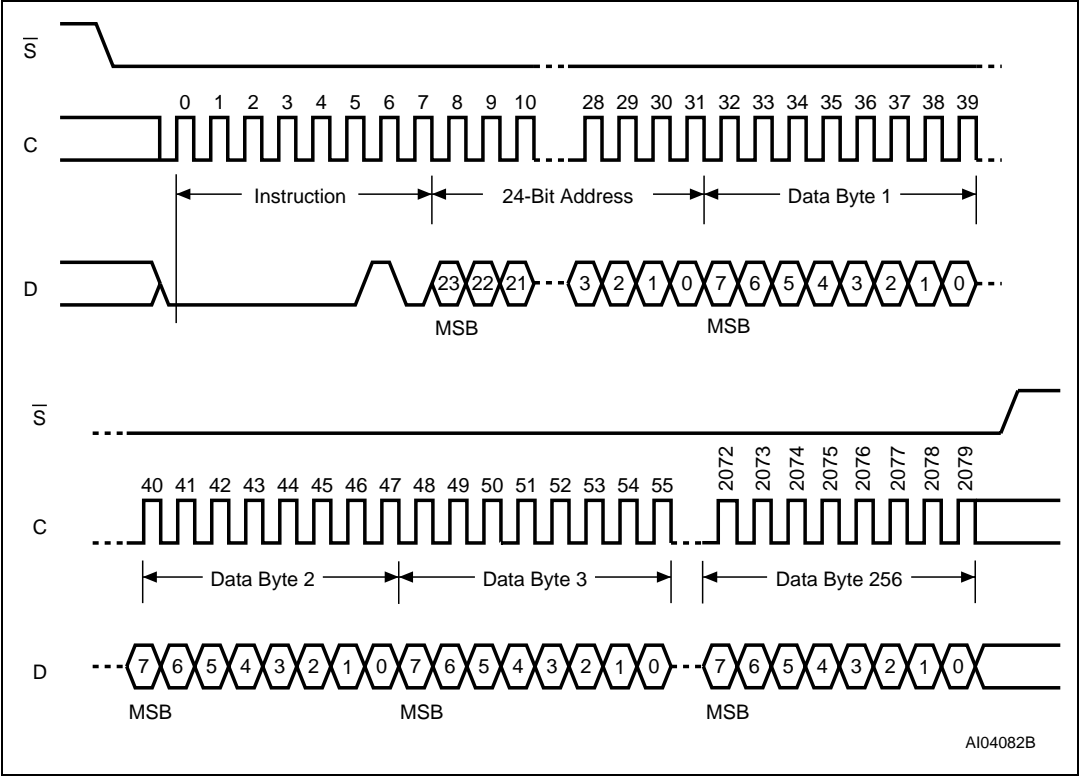 S
0 1 2 3 4 5 6 7 8 9 10 28 29 30 31 32 33 34 35 36 37 38 39
C
Instruction 24-Bit Address Data Byte 1
D 23 22 21 3 2 1 0 7 6 5 4 3 2 1 0
MSB MSB
S
2072 2073 2074 2075 2076 2077 2078 2079
40 41 42 43 44 45 46 47 48 49 50 51 52 53 54 55
C
Data Byte 2 Data Byte 3 Data Byte 256
D 7 6 5 4 3 2 1 0 7 6 5 4 3 2 1 0 7 6 5 4 3 2 1 0
MSB MSB MSB
AI04082B